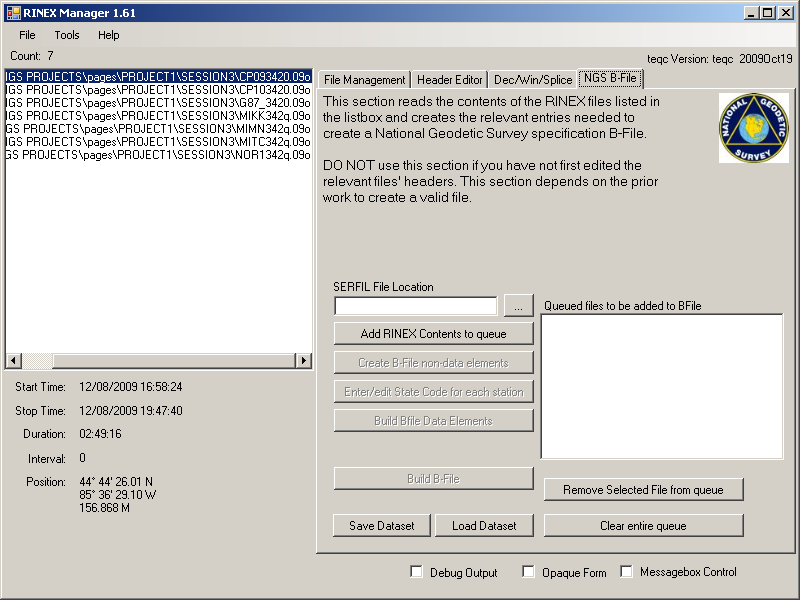 RINEX Manager 1.61
File Tools Help
Count: 7
teqc Version: teqc 2009Oct19
IGS PROJECTS\pages\PROJECT1\SESSION3\CP093420.09o
IGS PROJECTS\pages\PROJECT1\SESSION3\CP103420.09o
IGS PROJECTS\pages\PROJECT1\SESSION3\G87_3420.09o
IGS PROJECTS\pages\PROJECT1\SESSION3\MIKK342q.09o
GS PROJECTS\pages\PROJECT1\SESSION3\MIMN342q.09o
IGS PROJECTS\pages\PROJECT1\SESSION3\MITC342q.09o
GS PROJECTS\pages\PROJECT1\SESSION3\NOR1342q.09o
File Management Header Editor Dec/Win/Splice NGS B-File
This section reads the contents of the RINEX files listed in
the listbox and creates the relevant entries needed to
create a National Geodetic Survey specification B-File.
DO NOT use this section if you have not first edited the
relevant files' headers. This section depends on the prior
work to create a valid file.
NATIONAL GEODETIC SURVEY
SERFIL File Location
...
Add RINEX Contents to queue
Create B-File non-data elements
Enter/edit State Code for each station
Build Bfile Data Elements
Build B-File
Save Dataset Load Dataset
Queued files to be added to BFile
Remove Selected File from queue
Clear entire queue
Start Time: 12/08/2009 16:58:24
Stop Time: 12/08/2009 19:47:40
Duration: 02:49:16
Interval: 0
Position: 44° 44' 26.01 N
85° 36' 29.10 W
156.868 M
Debug Output Opaque Form Messagebox Control